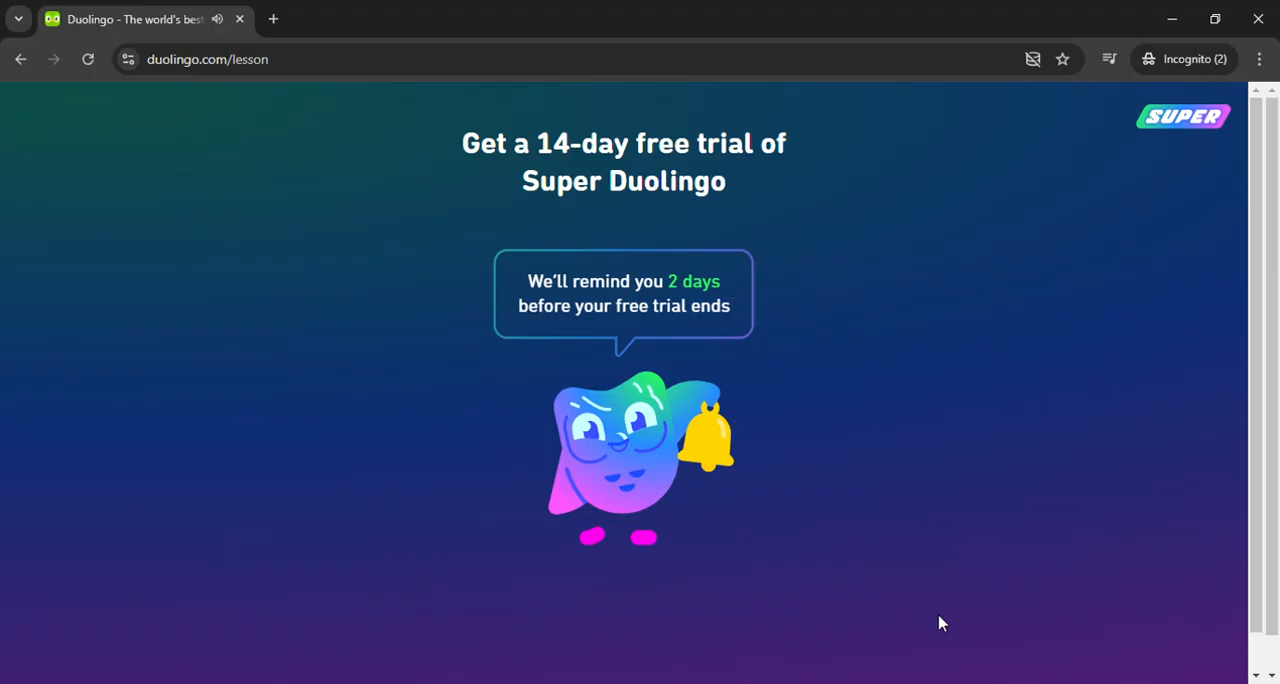 Duolingo - The world's bes
duolingo.com/lesson
Incognito (2)
SUPER
Get a 14-day free trial of
Super Duolingo
We'll remind you 2 days
before your free trial ends